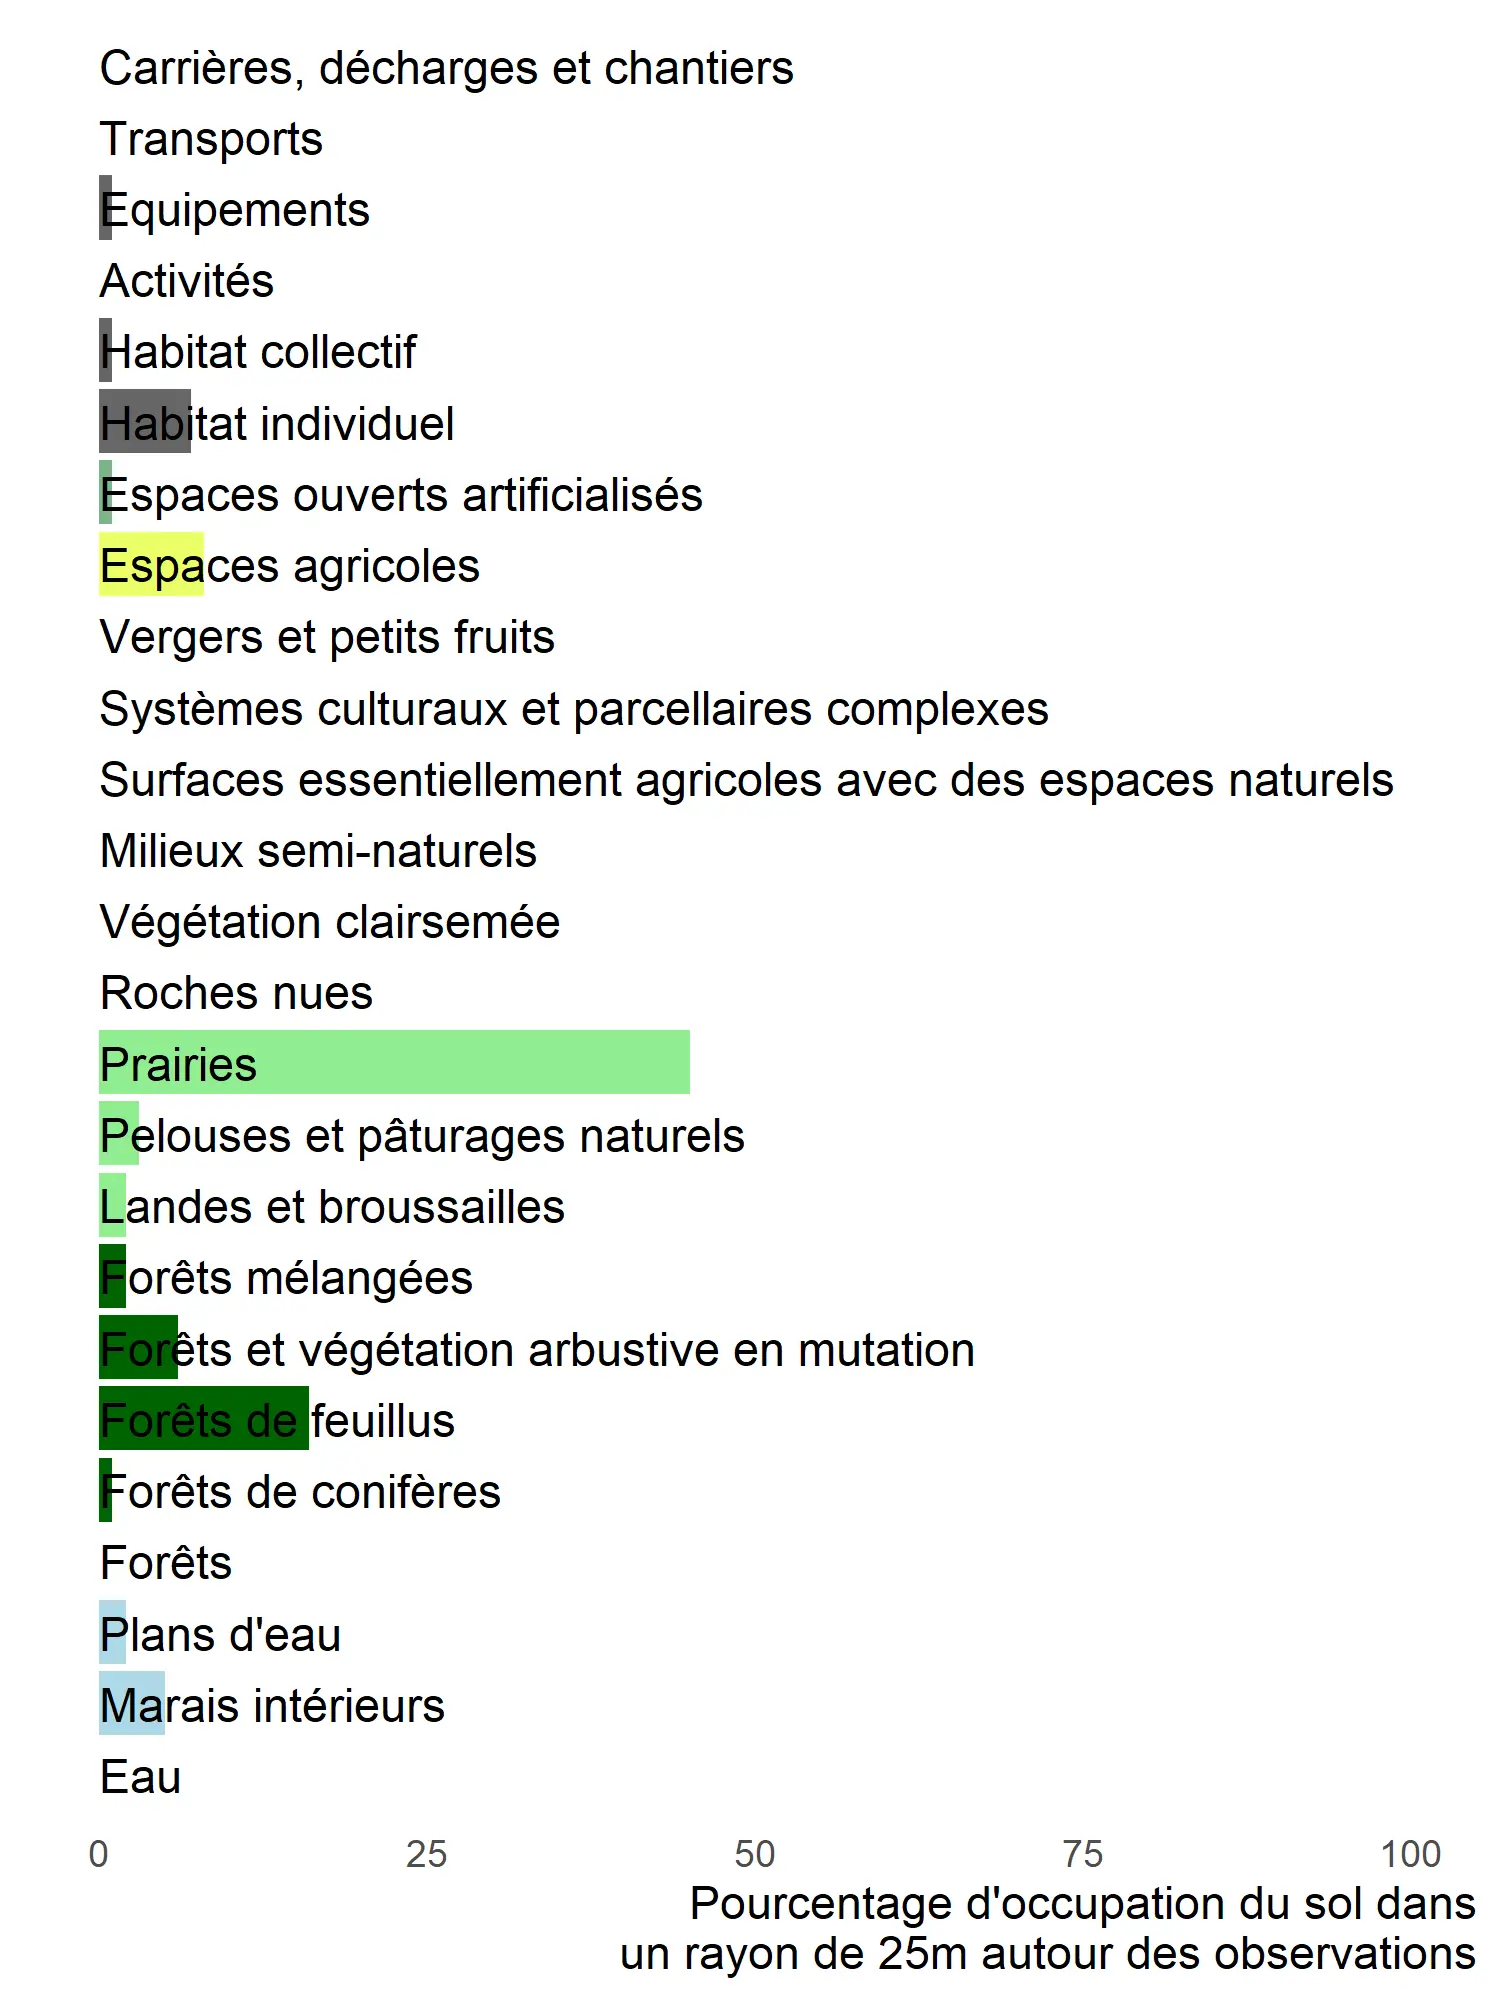 Carrières, décharges et chantiers
Transports
Equipements
Activités
Habitat collectif
Habitat individuel
Espaces ouverts artificialisés
Espaces agricoles
Vergers et petits fruits
Systèmes culturaux et parcellaires complexes
Surfaces essentiellement agricoles avec des espaces naturels
Milieux semi-naturels
Végétation clairsemée
Roches nues
Prairies
Pelouses et pâturages naturels
Landes et broussailles
Forêts mélangées
Forêts et végétation arbustive en mutation
Forêts de feuillus
Forêts de conifères
Forêts
Plans d'eau
Marais intérieurs
Eau
0 25 50 75 100
Pourcentage d'occupation du sol dans
un rayon de 25m autour des observations